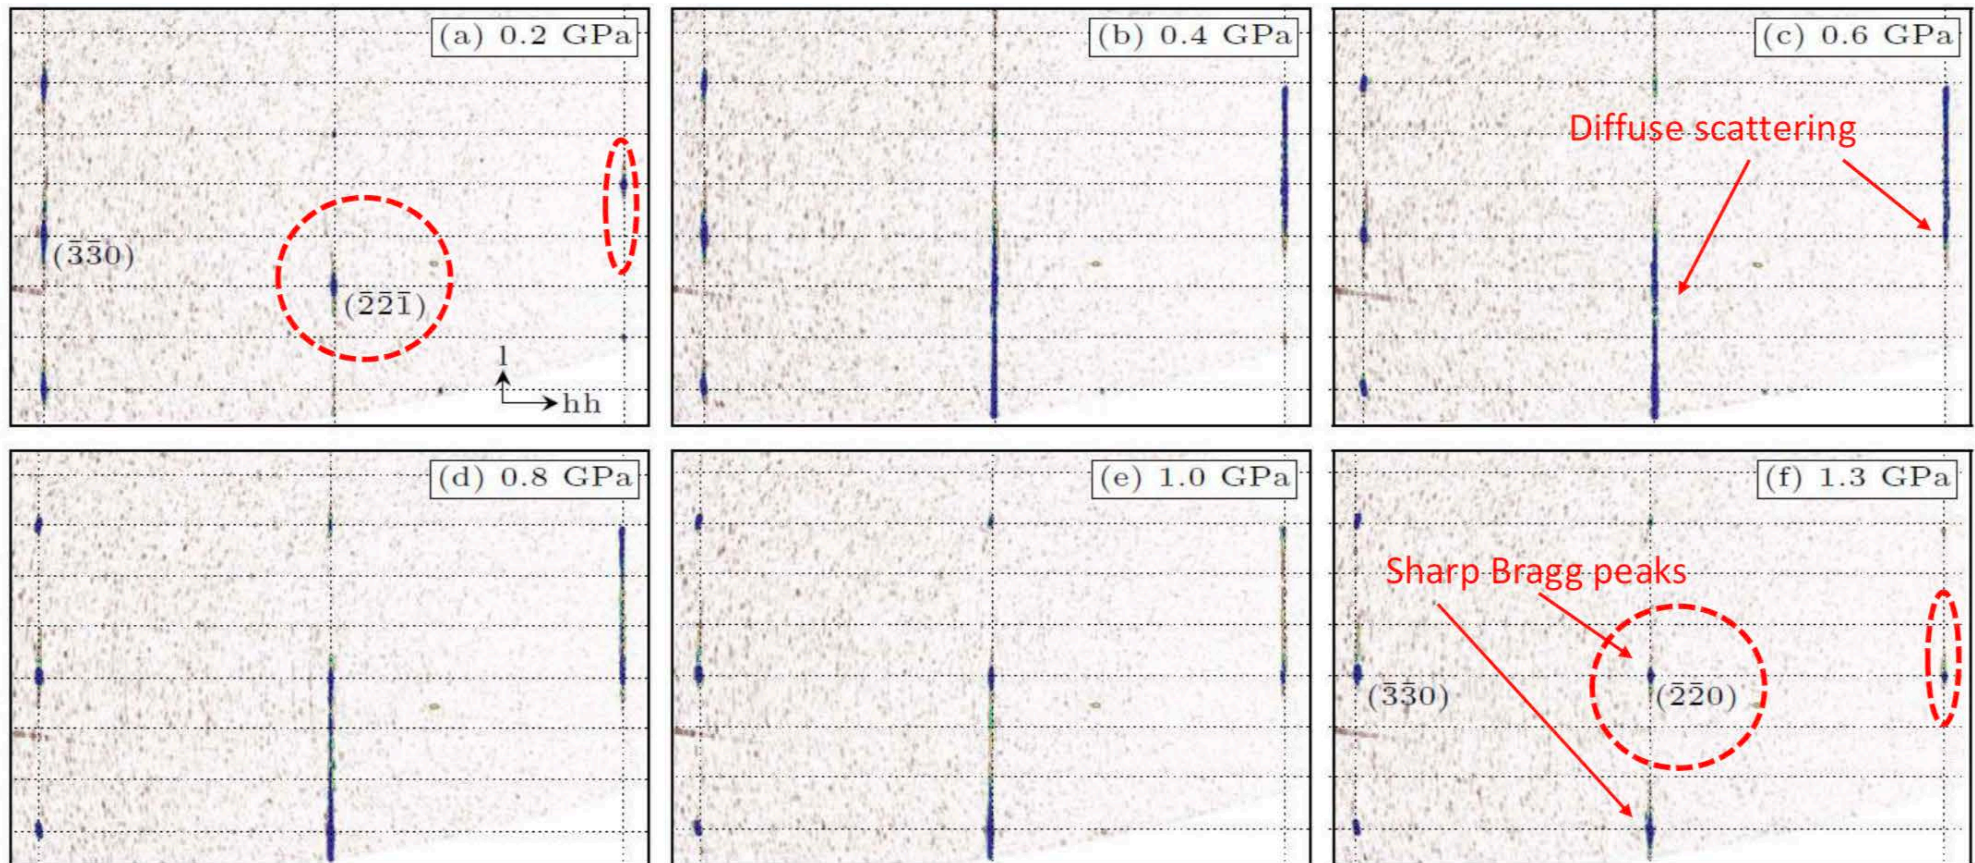 (a) 0.2 GPa
(b) 0.4 GPa
(c) 0.6 GPa
Diffuse scattering
(3̅3̅0)
(2̅2̅1̅)
l
hh
(d) 0.8 GPa
(e) 1.0 GPa
(f) 1.3 GPa
Sharp Bragg peaks
(3̅3̅0)
(2̅2̅0)